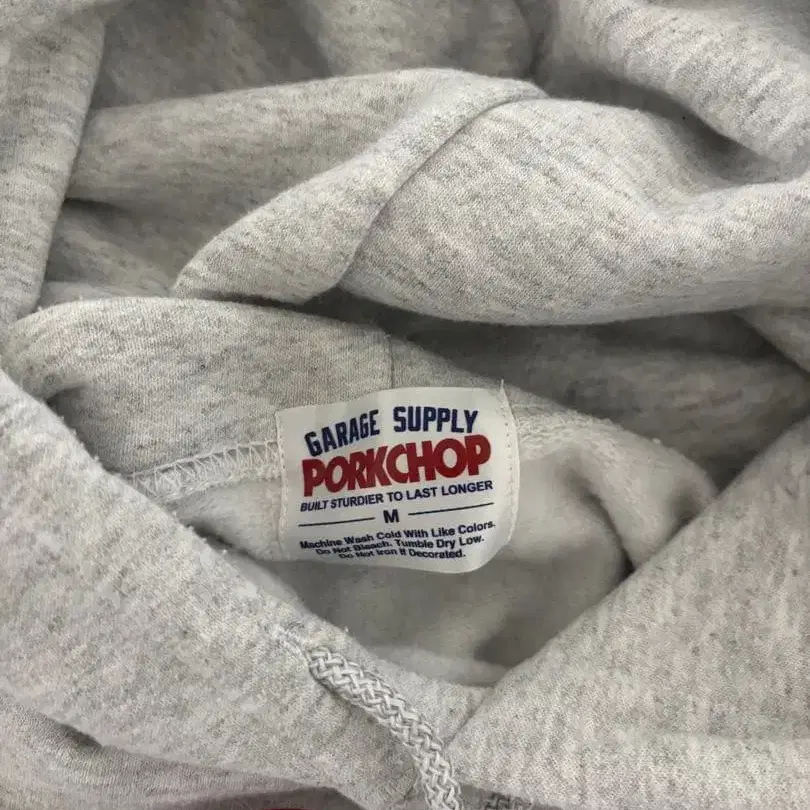 GARAGE SUPPLY
PORKCHOP
BUILT STURDIER TO LAST LONGER
M
Machine Wash Cold With Like Colors.
Do Not Bleach. Tumble Dry Low.
Do Not Iron If Decorated.